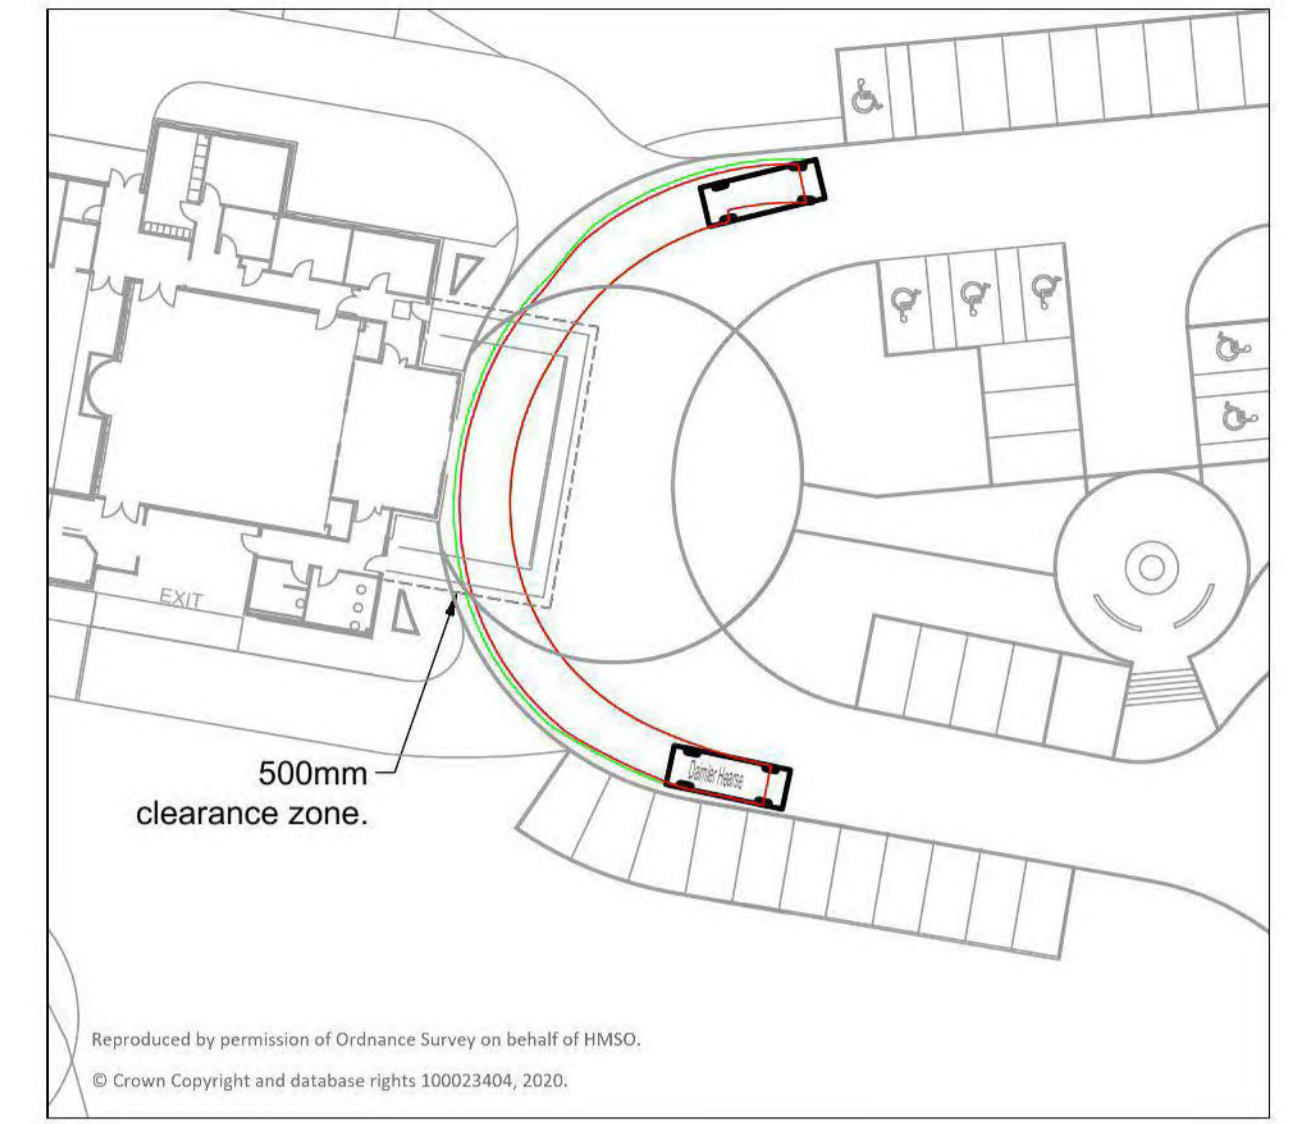 EXIT
500mm
clearance zone.
Daimler Hearse
Reproduced by permission of Ordnance Survey on behalf of HMSO.
© Crown Copyright and database rights 100023404, 2020.